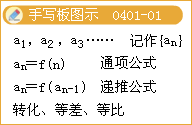 手写板图示 0401-01
a₁, a₂, a₃…… 记作{aₙ}
aₙ=f(n) 通项公式
aₙ=f(aₙ₋₁) 递推公式
转化、等差、等比